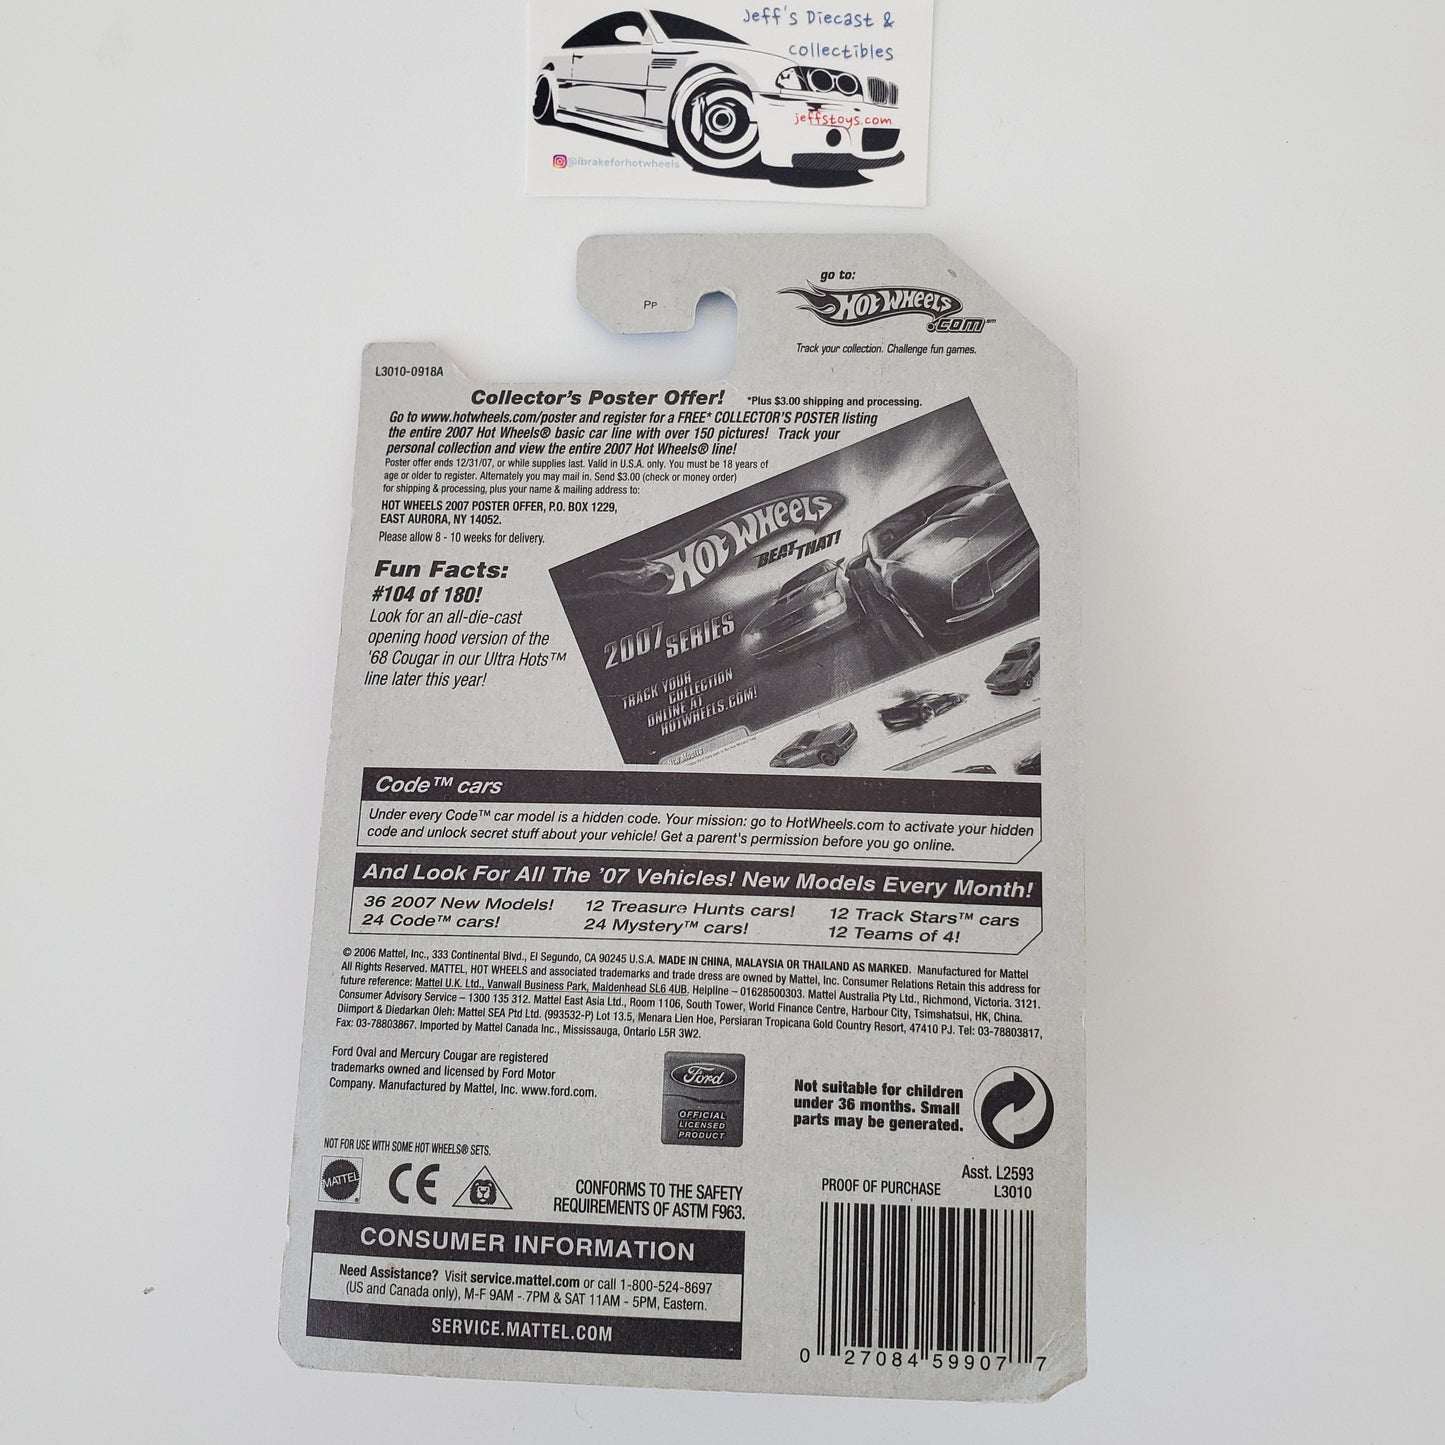 Jeff's Diecast &
collectibles
jeffstoys.com
@ibrakeforhotwheels
go to:
HOT WHEELS
.COM℠
Track your collection. Challenge fun games.
PP
L3010-0918A
Collector's Poster Offer! *Plus $3.00 shipping and processing.
Go to www.hotwheels.com/poster and register for a FREE* COLLECTOR'S POSTER listing
the entire 2007 Hot Wheels® basic car line with over 150 pictures! Track your
personal collection and view the entire 2007 Hot Wheels® line!
Poster offer ends 12/31/07, or while supplies last. Valid in U.S.A. only. You must be 18 years of
age or older to register. Alternately you may mail in. Send $3.00 (check or money order)
for shipping & processing, plus your name & mailing address to:
HOT WHEELS 2007 POSTER OFFER, P.O. BOX 1229,
EAST AURORA, NY 14052.
Please allow 8 - 10 weeks for delivery.
Fun Facts:
#104 of 180!
Look for an all-die-cast
opening hood version of the
'68 Cougar in our Ultra Hots™
line later this year!
HOT WHEELS
BEAT THAT!
2007 SERIES
TRACK YOUR
COLLECTION
ONLINE AT
HOTWHEELS.COM!
Code™ cars
Under every Code™ car model is a hidden code. Your mission: go to HotWheels.com to activate your hidden
code and unlock secret stuff about your vehicle! Get a parent's permission before you go online.
And Look For All The '07 Vehicles! New Models Every Month!
36 2007 New Models! 12 Treasure Hunts cars! 12 Track Stars™ cars
24 Code™ cars! 24 Mystery™ cars! 12 Teams of 4!
© 2006 Mattel, Inc., 333 Continental Blvd., El Segundo, CA 90245 U.S.A. MADE IN CHINA, MALAYSIA OR THAILAND AS MARKED. Manufactured for Mattel
All Rights Reserved. MATTEL, HOT WHEELS and associated trademarks and trade dress are owned by Mattel, Inc. Consumer Relations Retain this address for
future reference: Mattel U.K. Ltd., Vanwall Business Park, Maidenhead SL6 4UB. Helpline – 01628500303. Mattel Australia Pty Ltd., Richmond, Victoria. 3121.
Consumer Advisory Service – 1300 135 312. Mattel East Asia Ltd., Room 1106, South Tower, World Finance Centre, Harbour City, Tsimshatsui, HK, China.
Diimport & Diedarkan Oleh: Mattel SEA Ptd Ltd. (993532-P) Lot 13.5, Menara Lien Hoe, Persiaran Tropicana Gold Country Resort, 47410 PJ. Tel: 03-78803817,
Fax: 03-78803867. Imported by Mattel Canada Inc., Mississauga, Ontario L5R 3W2.
Ford Oval and Mercury Cougar are registered
trademarks owned and licensed by Ford Motor
Company. Manufactured by Mattel, Inc. www.ford.com.
Ford
OFFICIAL
LICENSED
PRODUCT
Not suitable for children
under 36 months. Small
parts may be generated.
NOT FOR USE WITH SOME HOT WHEELS® SETS.
MATTEL
CE
CONFORMS TO THE SAFETY
REQUIREMENTS OF ASTM F963.
Asst. L2593
PROOF OF PURCHASE L3010
CONSUMER INFORMATION
Need Assistance? Visit service.mattel.com or call 1-800-524-8697
(US and Canada only), M-F 9AM - 7PM & SAT 11AM - 5PM, Eastern.
SERVICE.MATTEL.COM
0 27084 59907 7